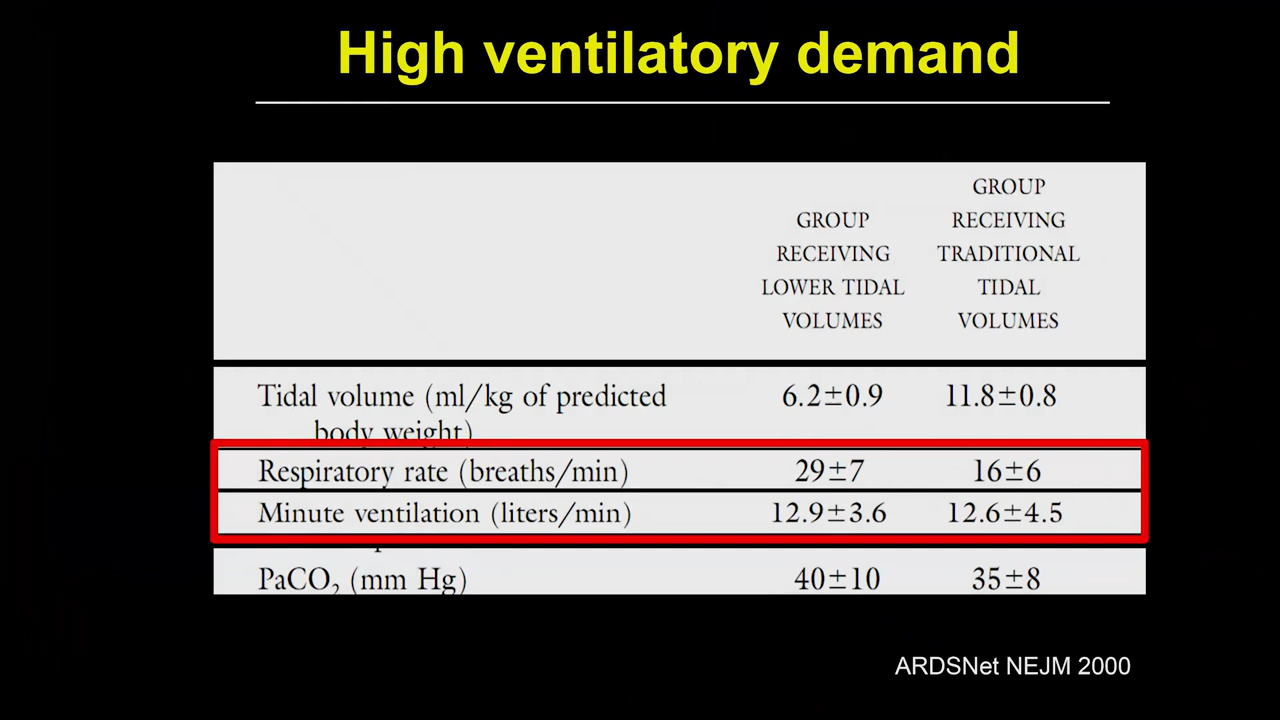 High ventilatory demand
GROUP
RECEIVING
LOWER TIDAL
VOLUMES
GROUP
RECEIVING
TRADITIONAL
TIDAL
VOLUMES
Tidal volume (ml/kg of predicted
body weight)
6.2±0.9
11.8±0.8
Respiratory rate (breaths/min)
29±7
16±6
Minute ventilation (liters/min)
12.9±3.6
12.6±4.5
PaCO₂ (mm Hg)
40±10
35±8
ARDSNet NEJM 2000